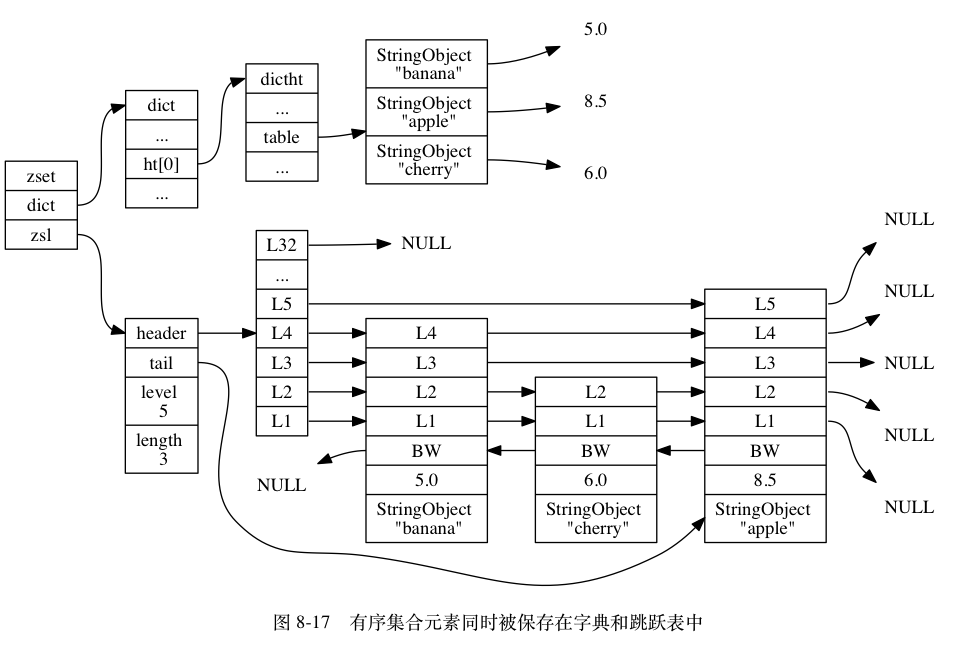 zset
dict
zsl
dict
...
ht[0]
...
dictht
...
table
...
StringObject
"banana"
StringObject
"apple"
StringObject
"cherry"
5.0
8.5
6.0
header
tail
level
5
length
3
L32
...
L5
L4
L3
L2
L1
NULL
NULL
L4
L3
L2
L1
BW
5.0
StringObject
"banana"
L2
L1
BW
6.0
StringObject
"cherry"
L5
L4
L3
L2
L1
BW
8.5
StringObject
"apple"
NULL
NULL
NULL
NULL
NULL
图 8-17 有序集合元素同时被保存在字典和跳跃表中